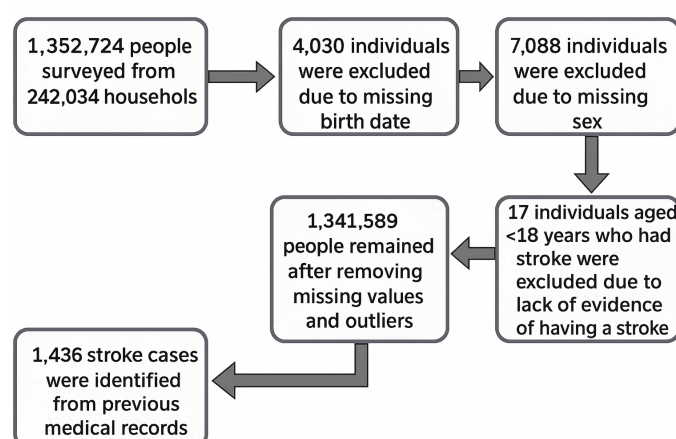 1,352,724 people
surveyed from
242,034 househols
4,030 individuals
were excluded
due to missing
birth date
7,088 individuals
were excluded
due to missing
sex
17 individuals aged
<18 years who had
stroke were
excluded due to
lack of evidence
of having a stroke
1,341,589
people remained
after removing
missing values
and outliers
1,436 stroke cases
were identified
from previous
medical records